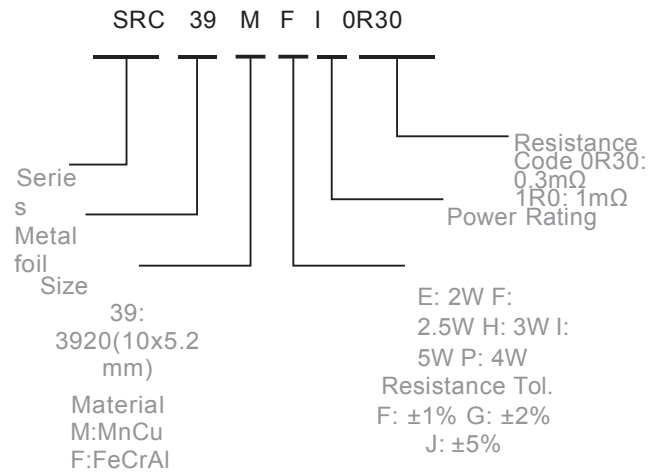 SRC 39 M F I 0R30
Resistance
Code 0R30:
0.3mΩ
1R0: 1mΩ
Power Rating
Serie
s
Metal
foil
Size
39:
3920(10x5.2
mm)
Material
M:MnCu
F:FeCrAl
E: 2W F:
2.5W H: 3W I:
5W P: 4W
Resistance Tol.
F: ±1% G: ±2%
J: ±5%